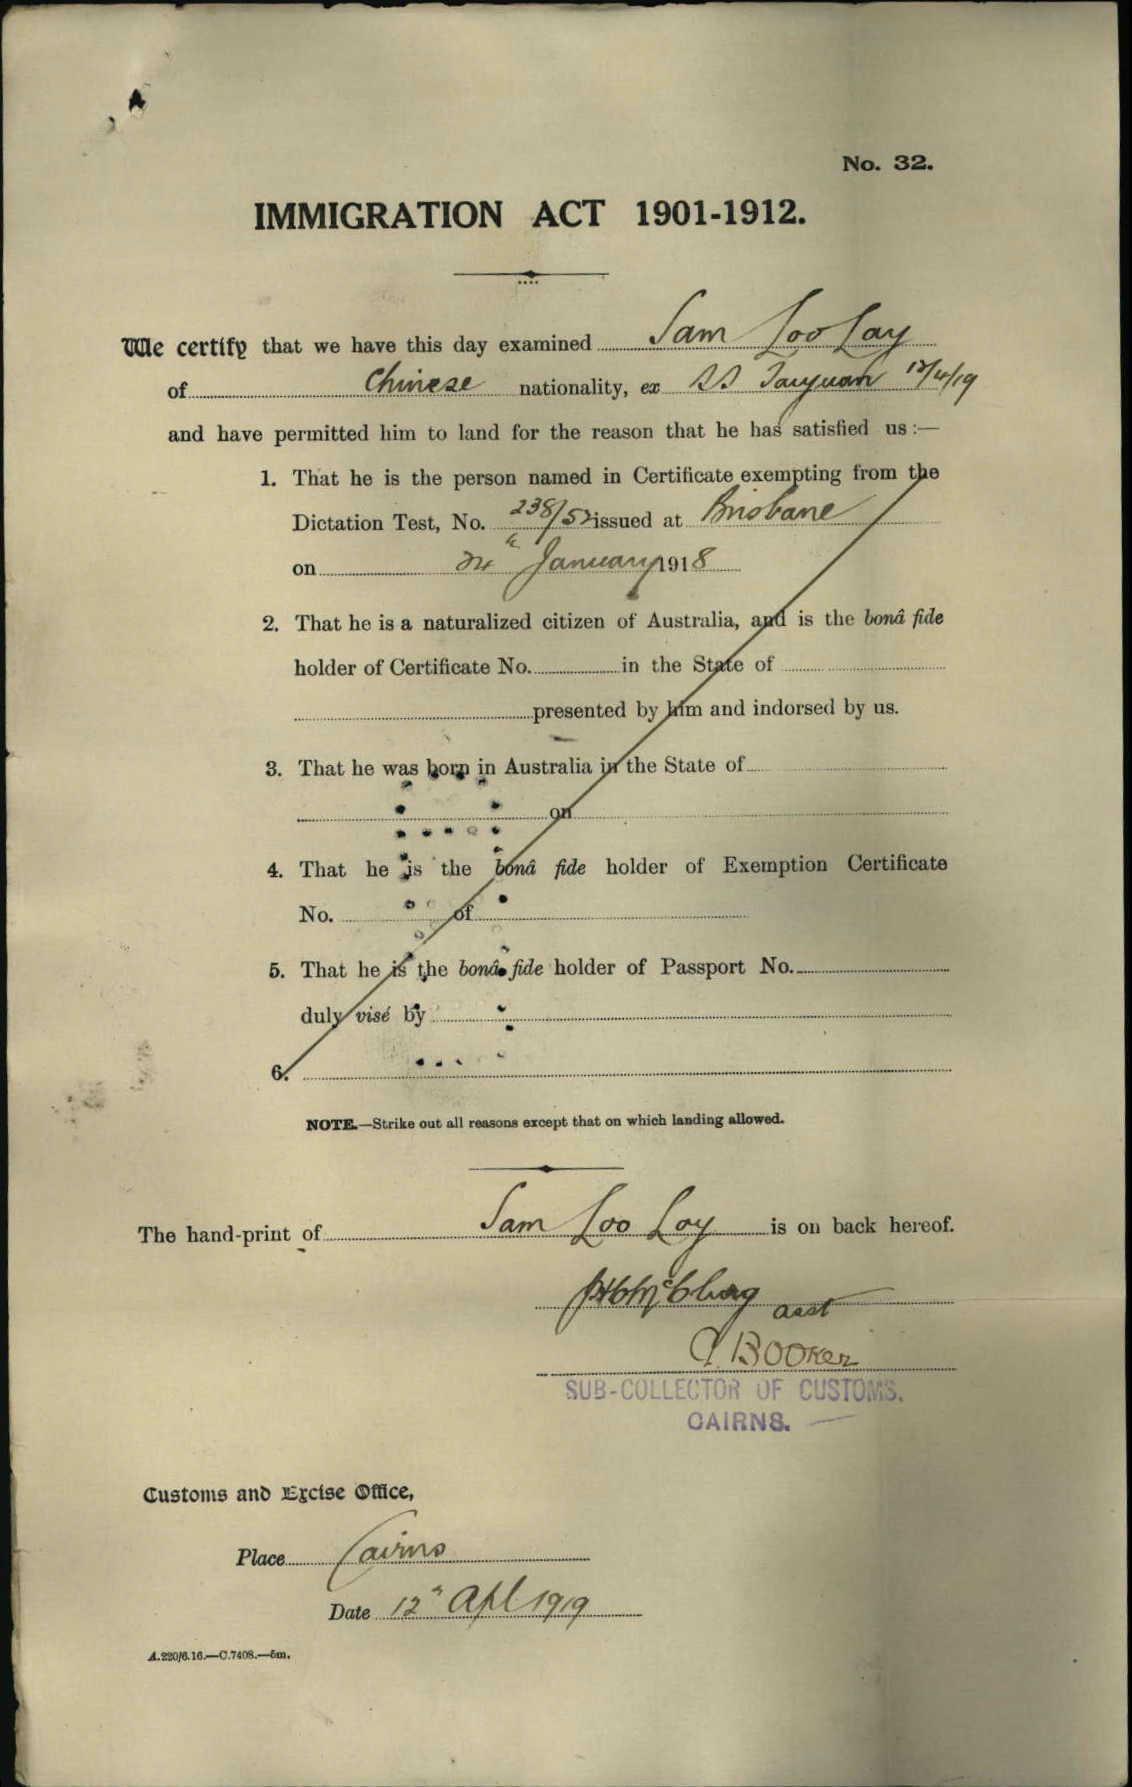 No. 32.
IMMIGRATION ACT 1901-1912.
We certify that we have this day examined Sam Loo Lay
of Chinese nationality, ex SS Taiyuan 12/4/19
and have permitted him to land for the reason that he has satisfied us :—
1. That he is the person named in Certificate exempting from the
Dictation Test, No. 238/52 issued at Brisbane
on 24th January 1918
2. That he is a naturalized citizen of Australia, and is the bonâ fide
holder of Certificate No. in the State of
presented by him and indorsed by us.
3. That he was born in Australia in the State of
on
4. That he is the bonâ fide holder of Exemption Certificate
No. of
5. That he is the bonâ fide holder of Passport No.
duly visé by
6.
NOTE.—Strike out all reasons except that on which landing allowed.
The hand-print of Sam Loo Loy is on back hereof.
asst
Booker
SUB-COLLECTOR OF CUSTOMS.
CAIRNS.
Customs and Excise Office,
Place Cairns
Date 12" Apl 1919
A.220/6.16.—C.7408.—5m.